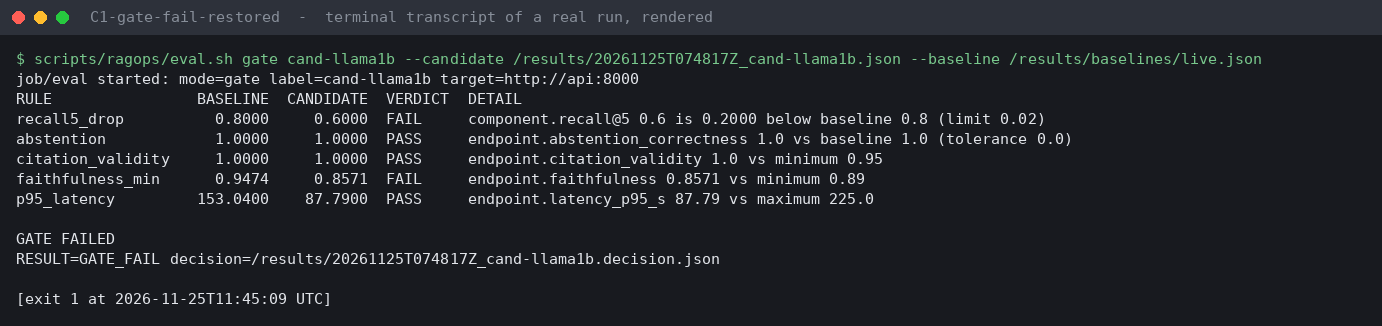 C1-gate-fail-restored  -  terminal transcript of a real run, rendered
$ scripts/ragops/eval.sh gate cand-llama1b --candidate /results/20261125T074817Z_cand-llama1b.json --baseline /results/baselines/live.json
job/eval started: mode=gate label=cand-llama1b target=http://api:8000
RULE                BASELINE  CANDIDATE  VERDICT  DETAIL
recall5_drop          0.8000     0.6000  FAIL     component.recall@5 0.6 is 0.2000 below baseline 0.8 (limit 0.02)
abstention            1.0000     1.0000  PASS     endpoint.abstention_correctness 1.0 vs baseline 1.0 (tolerance 0.0)
citation_validity     1.0000     1.0000  PASS     endpoint.citation_validity 1.0 vs minimum 0.95
faithfulness_min      0.9474     0.8571  FAIL     endpoint.faithfulness 0.8571 vs minimum 0.89
p95_latency         153.0400    87.7900  PASS     endpoint.latency_p95_s 87.79 vs maximum 225.0
GATE FAILED
RESULT=GATE_FAIL decision=/results/20261125T074817Z_cand-llama1b.decision.json
[exit 1 at 2026-11-25T11:45:09 UTC]